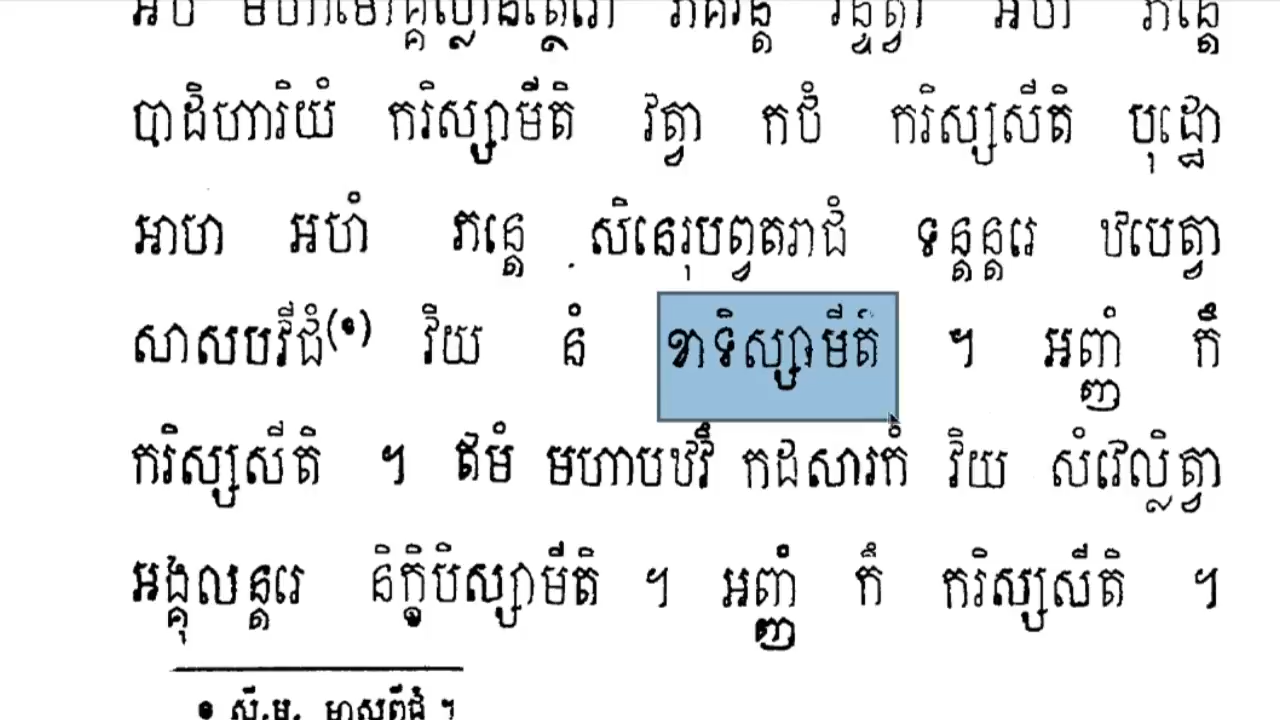 បាដិហារិយំ ករិស្សាមីតិ វត្វា កថំ ករិស្សសីតិ បុដ្ឋោ
អាហ អហំ ភន្តេ សិនេរុបព្វតរាជំ ទន្តន្តរេ ឋបេត្វា
សាសបវីជំ(១) វិយ នំ ខាទិស្សាមីតិ ។ អញ្ញំ កឹ
ករិស្សសីតិ ។ ឥមំ មហាបឋវឹ កដសារកំ វិយ សំវេល្លិត្វា
អង្គុលន្តរេ និក្ខិបិស្សាមីតិ ។ អញ្ញំ កឹ ករិស្សសីតិ ។
១ ស៊ី.ម.